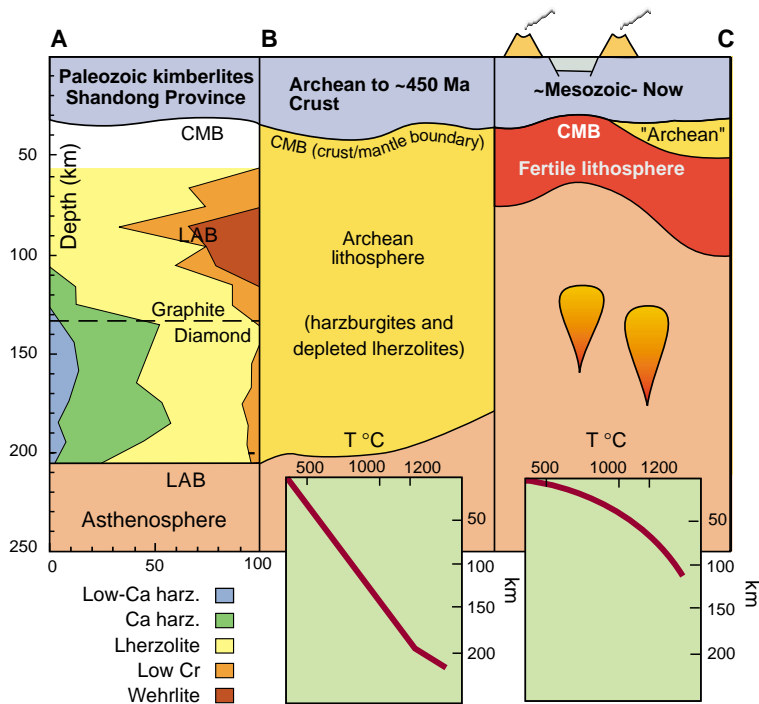 A
B
C
Paleozoic kimberlites
Shandong Province
Archean to ~450 Ma
Crust
~Mesozoic- Now
CMB
CMB (crust/mantle boundary)
CMB
"Archean"
Fertile lithosphere
50
100
150
200
250
Depth (km)
LAB
Archean
lithosphere
Graphite
Diamond
(harzburgites and
depleted lherzolites)
LAB
Asthenosphere
0
50
100
T °C
500
1000
1200
50
100
150
200
km
T °C
500
1000
1200
50
100
150
200
km
Low-Ca harz.
Ca harz.
Lherzolite
Low Cr
Wehrlite